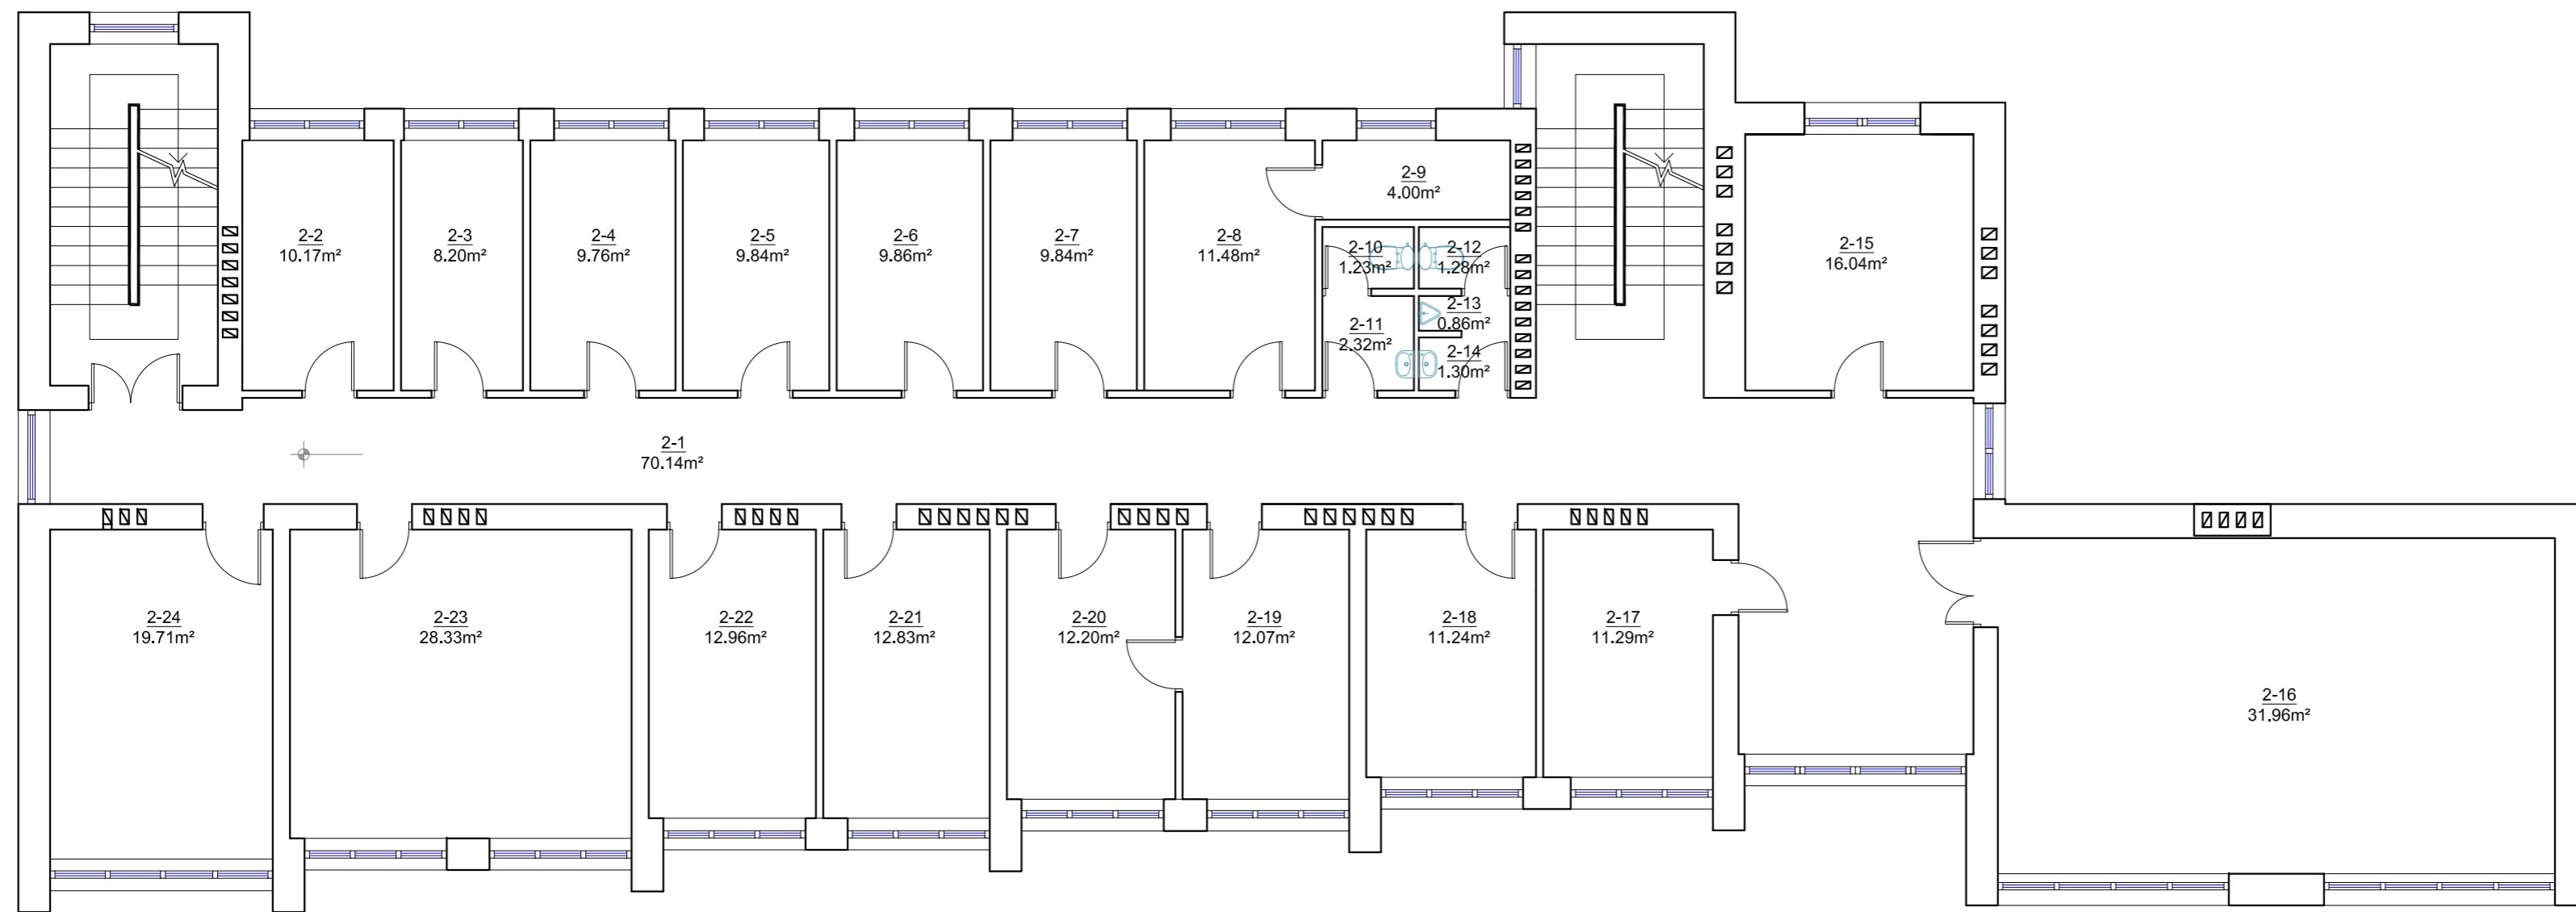 2-2
10.17m²
2-3
8.20m²
2-4
9.76m²
2-5
9.84m²
2-6
9.86m²
2-7
9.84m²
2-8
11.48m²
2-9
4.00m²
2-10
1.23m²
2-12
1.28m²
2-13
0.86m²
2-11
2.32m²
2-14
1.30m²
2-15
16.04m²
2-1
70.14m²
2-24
19.71m²
2-23
28.33m²
2-22
12.96m²
2-21
12.83m²
2-20
12.20m²
2-19
12.07m²
2-18
11.24m²
2-17
11.29m²
2-16
31.96m²